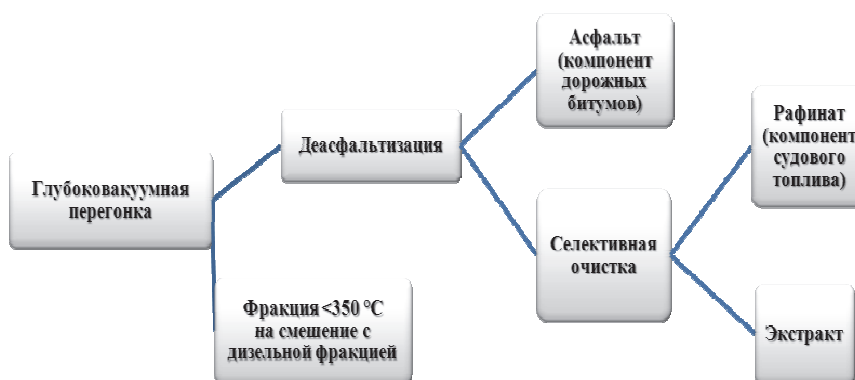 Глубоковакуумная
перегонка
Деасфальтизация
Фракция <350 °С
на смешение с
дизельной фракцией
Асфальт
(компонент
дорожных
битумов)
Селективная
очистка
Рафинат
(компонент
судового
топлива)
Экстракт